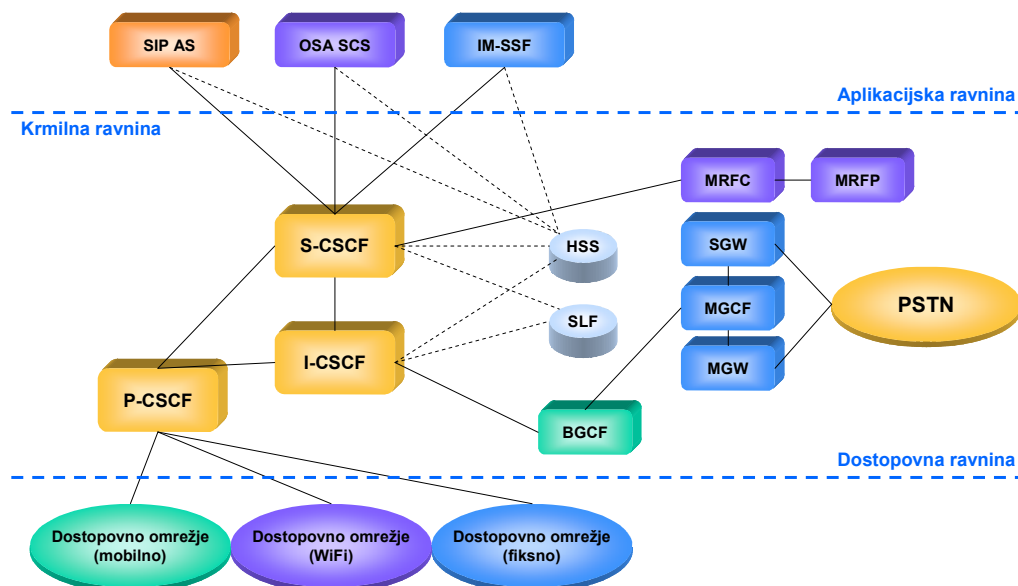 SIP AS
OSA SCS
IM-SSF
Aplikacijska ravnina
Krmilna ravnina
MRFC
MRFP
S-CSCF
HSS
SGW
MGCF
PSTN
SLF
I-CSCF
MGW
P-CSCF
BGCF
Dostopovna ravnina
Dostopovno omrežje
(mobilno)
Dostopovno omrežje
(WiFi)
Dostopovno omrežje
(fiksno)